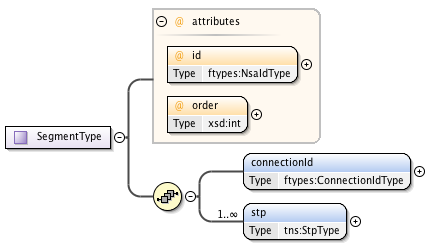 @ attributes
@ id
Type ftypes:NsaIdType
@ order
Type xsd:int
SegmentType
connectionId
Type ftypes:ConnectionIdType
1..∞
stp
Type tns:StpType